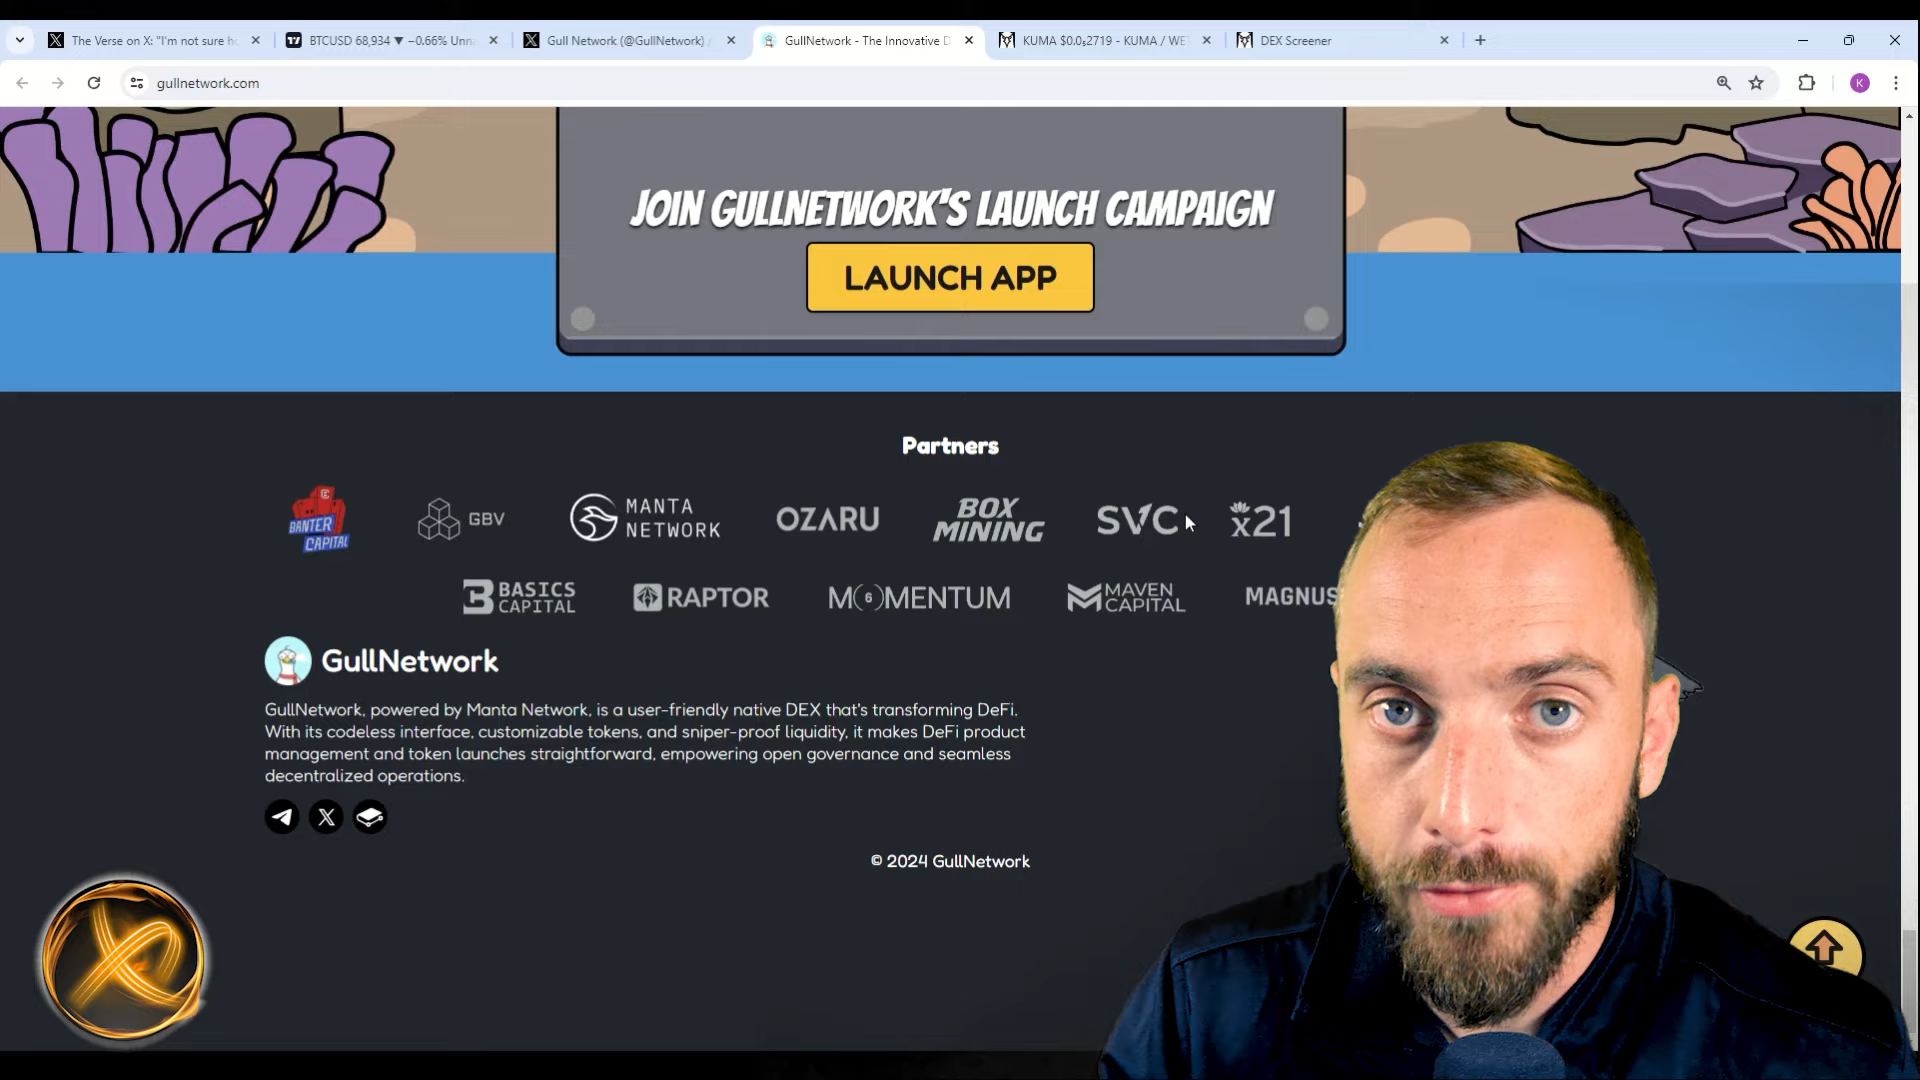 The Verse on X: "I'm not sure h
BTCUSD 68,934 ▼ −0.66% Unn
Gull Network (@GullNetwork) /
GullNetwork - The Innovative D
KUMA $0.0₅2719 - KUMA / WE
DEX Screener
gullnetwork.com
K
JOIN GULLNETWORK'S LAUNCH CAMPAIGN
LAUNCH APP
Partners
BANTER CAPITAL
GBV
MANTA NETWORK
OZARU
BOX MINING
SVC
x21
BASICS CAPITAL
RAPTOR
M(6)MENTUM
MAVEN CAPITAL
MAGNUS
GullNetwork
GullNetwork, powered by Manta Network, is a user-friendly native DEX that's transforming DeFi.
With its codeless interface, customizable tokens, and sniper-proof liquidity, it makes DeFi product
management and token launches straightforward, empowering open governance and seamless
decentralized operations.
© 2024 GullNetwork